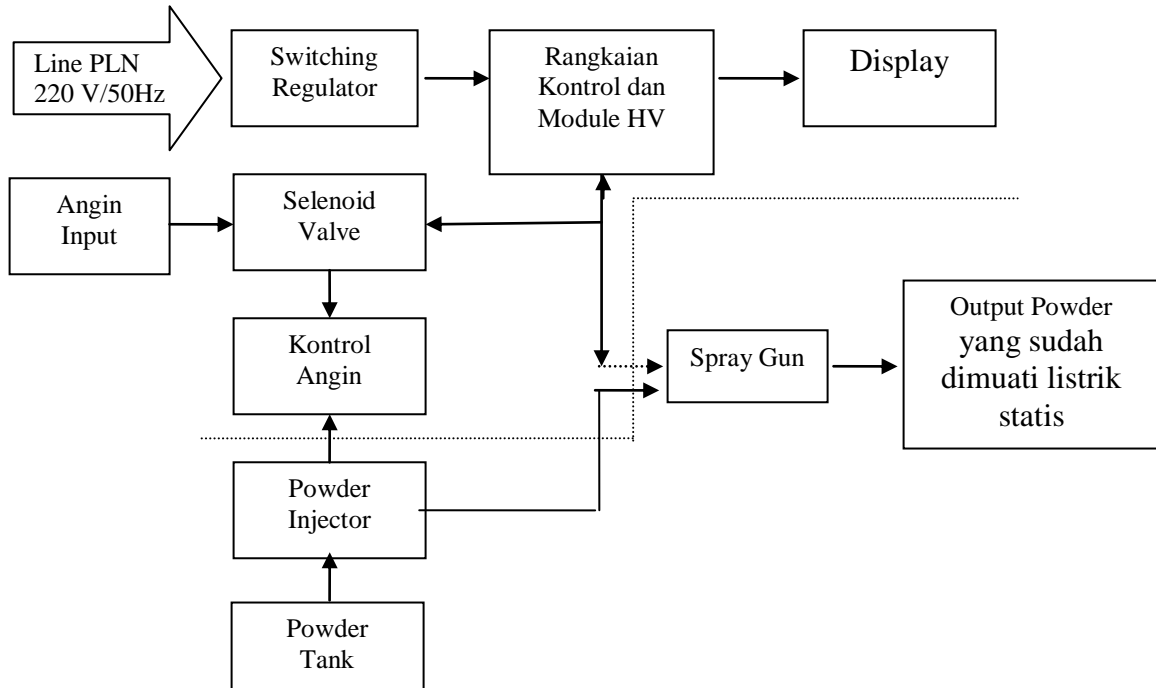 Line PLN
220 V/50Hz
Switching
Regulator
Rangkaian
Kontrol dan
Module HV
Display
Angin
Input
Selenoid
Valve
Kontrol
Angin
Spray Gun
Output Powder
yang sudah
dimuati listrik
statis
Powder
Injector
Powder
Tank